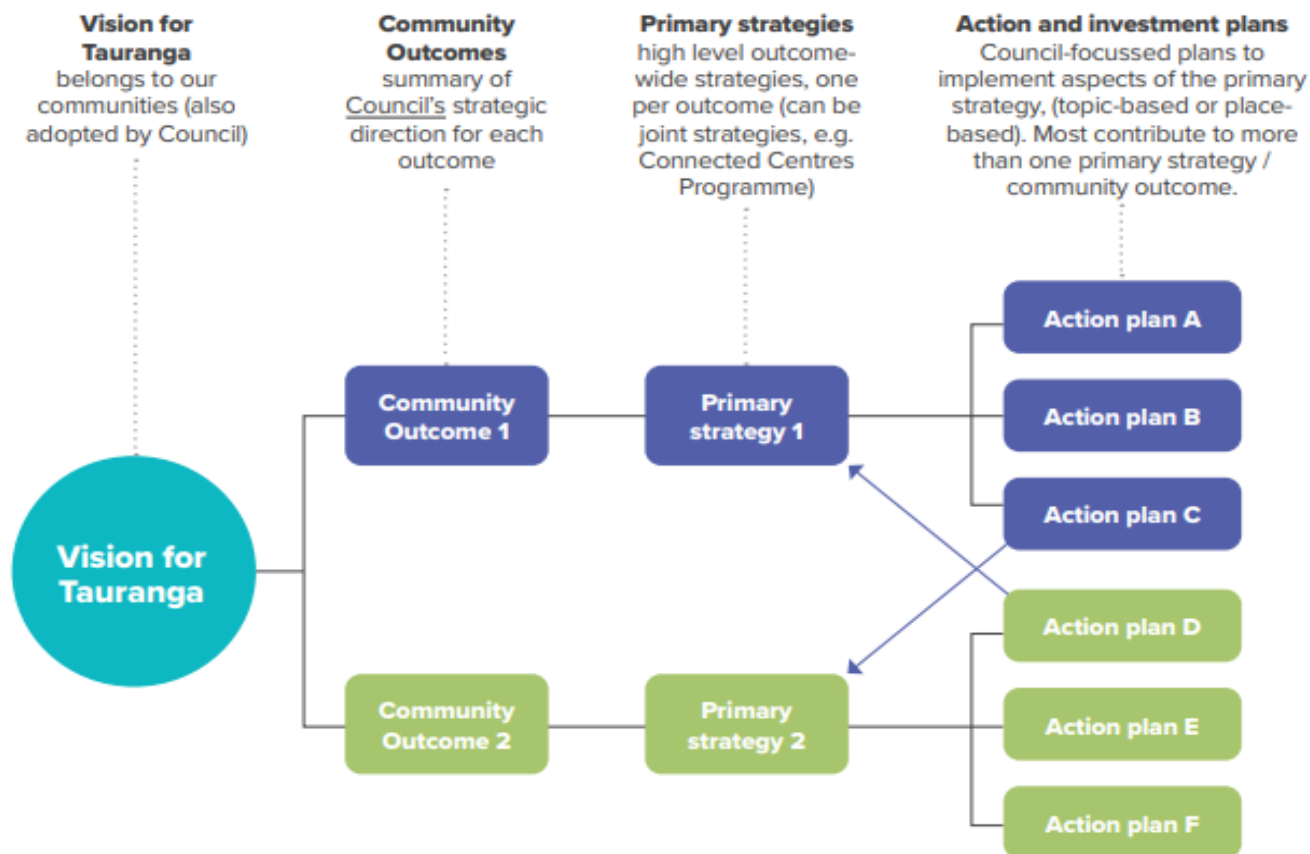 Vision for
Tauranga
belongs to our
communities (also
adopted by Council)
Community
Outcomes
summary of
Council's strategic
direction for each
outcome
Primary strategies
high level outcome-
wide strategies, one
per outcome (can be
joint strategies, e.g.
Connected Centres
Programme)
Action and investment plans
Council-focussed plans to
implement aspects of the primary
strategy, (topic-based or place-
based). Most contribute to more
than one primary strategy /
community outcome.
Vision for
Tauranga
Community
Outcome 1
Primary
strategy 1
Action plan A
Action plan B
Action plan C
Community
Outcome 2
Primary
strategy 2
Action plan D
Action plan E
Action plan F